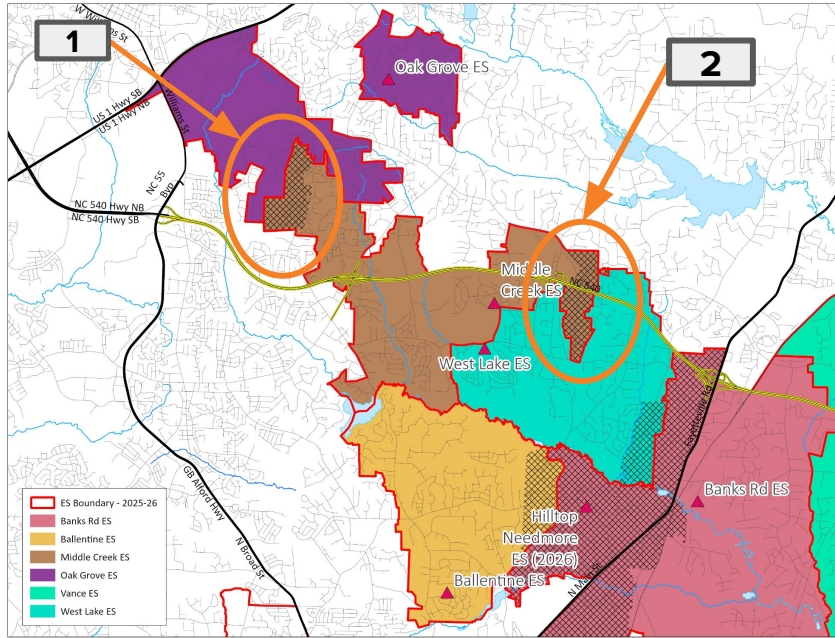 1
2
W Williams St
Oak Grove ES
US 1 Hwy SB
US 1 Hwy NB
Williams St
NC 55
Byp
NC 540 Hwy NB
NC 540 Hwy SB
Middle
Creek ES
NC 540
West Lake ES
Fayetteville Rd
GB Alford Hwy
N Broad St
Banks Rd ES
Hilltop
Needmore
ES (2026)
Ballentine ES
N Main St
ES Boundary - 2025-26
Banks Rd ES
Ballentine ES
Middle Creek ES
Oak Grove ES
Vance ES
West Lake ES